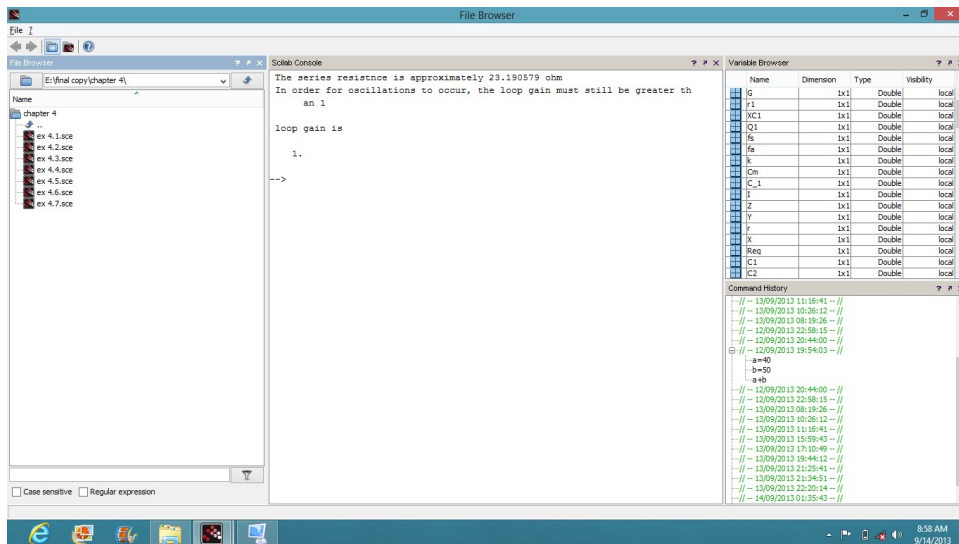 File Browser
File ?
File Browser
E:\final copy\chapter 4\
Name
chapter 4
..
ex 4.1.sce
ex 4.2.sce
ex 4.3.sce
ex 4.4.sce
ex 4.5.sce
ex 4.6.sce
ex 4.7.sce
Case sensitive Regular expression
Scilab Console
The series resistnce is approximately 23.190579 ohm
In order for oscillations to occur, the loop gain must still be greater th
an 1
loop gain is
1.
-->
Variable Browser
Name Dimension Type Visibility
G 1x1 Double local
r1 1x1 Double local
XC1 1x1 Double local
Q1 1x1 Double local
fs 1x1 Double local
fa 1x1 Double local
k 1x1 Double local
Cm 1x1 Double local
C_1 1x1 Double local
I 1x1 Double local
Z 1x1 Double local
Y 1x1 Double local
r 1x1 Double local
X 1x1 Double local
Req 1x1 Double local
C1 1x1 Double local
C2 1x1 Double local
Command History
// -- 13/09/2013 11:16:41 -- //
// -- 13/09/2013 10:26:12 -- //
// -- 13/09/2013 08:19:26 -- //
// -- 12/09/2013 22:58:15 -- //
// -- 12/09/2013 20:44:00 -- //
// -- 12/09/2013 19:54:03 -- //
a=40
b=50
a+b
// -- 12/09/2013 20:44:00 -- //
// -- 12/09/2013 22:58:15 -- //
// -- 13/09/2013 08:19:26 -- //
// -- 13/09/2013 10:26:12 -- //
// -- 13/09/2013 11:16:41 -- //
// -- 13/09/2013 15:59:43 -- //
// -- 13/09/2013 17:10:49 -- //
// -- 13/09/2013 19:44:12 -- //
// -- 13/09/2013 21:25:41 -- //
// -- 13/09/2013 21:34:51 -- //
// -- 13/09/2013 22:20:14 -- //
// -- 14/09/2013 01:35:43 -- //
8:58 AM
9/14/2013